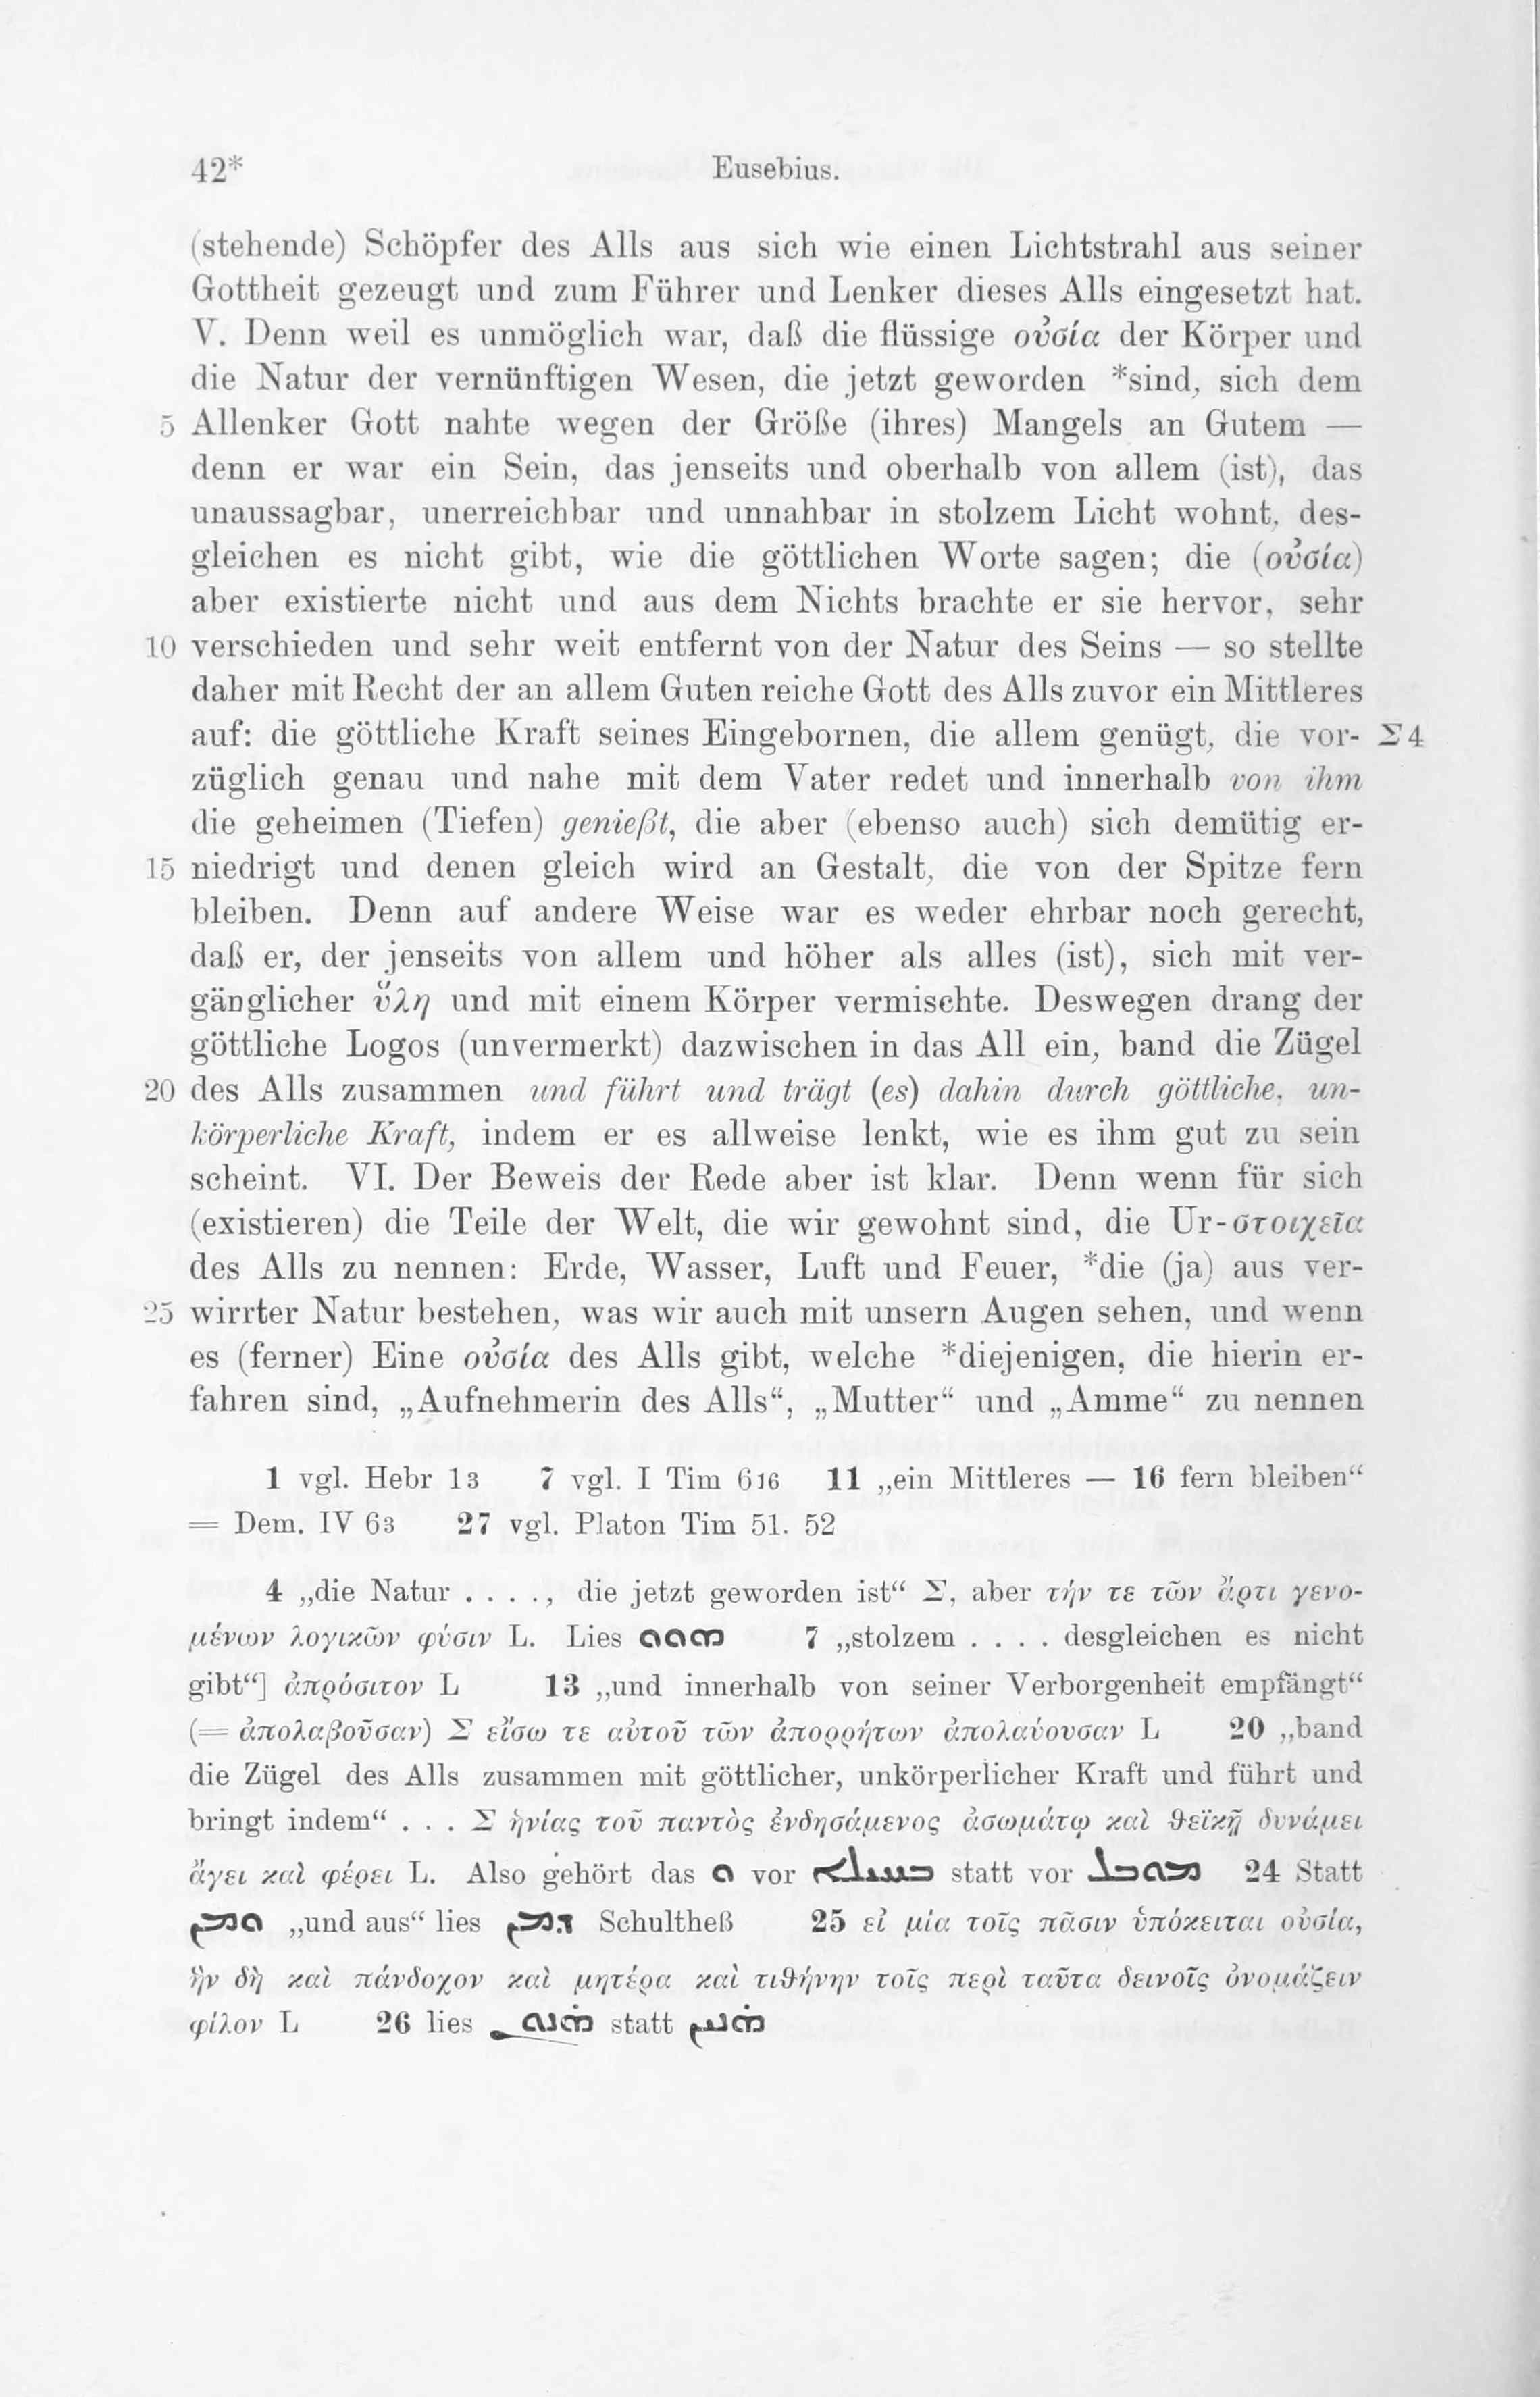 42* Eusebius.
(stehende) Schöpfer des Alls aus sich wie einen Lichtstrahl aus seiner
Gottheit gezeugt und zum Führer und Lenker dieses Alls eingesetzt hat.
V. Denn weil es unmöglich war, daß die flüssige οὐσία der Körper und
die Natur der vernünftigen Wesen, die jetzt geworden *sind, sich dem
5 Allenker Gott nahte wegen der Größe (ihres) Mangels an Gutem —
denn er war ein Sein, das jenseits und oberhalb von allem (ist), das
unaussagbar, unerreichbar und unnahbar in stolzem Licht wohnt, des-
gleichen es nicht gibt, wie die göttlichen Worte sagen; die (οὐσία)
aber existierte nicht und aus dem Nichts brachte er sie hervor, sehr
10 verschieden und sehr weit entfernt von der Natur des Seins — so stellte
daher mit Recht der an allem Guten reiche Gott des Alls zuvor ein Mittleres
auf: die göttliche Kraft seines Eingebornen, die allem genügt, die vor- Σ 4
züglich genau und nahe mit dem Vater redet und innerhalb von ihm
die geheimen (Tiefen) genießt, die aber (ebenso auch) sich demütig er-
15 niedrigt und denen gleich wird an Gestalt, die von der Spitze fern
bleiben. Denn auf andere Weise war es weder ehrbar noch gerecht,
daß er, der jenseits von allem und höher als alles (ist), sich mit ver-
gänglicher ὕλη und mit einem Körper vermischte. Deswegen drang der
göttliche Logos (unvermerkt) dazwischen in das All ein, band die Zügel
20 des Alls zusammen und führt und trägt (es) dahin durch göttliche, un-
körperliche Kraft, indem er es allweise lenkt, wie es ihm gut zu sein
scheint. VI. Der Beweis der Rede aber ist klar. Denn wenn für sich
(existieren) die Teile der Welt, die wir gewohnt sind, die Ur-στοιχεῖα
des Alls zu nennen: Erde, Wasser, Luft und Feuer, *die (ja) aus ver-
25 wirrter Natur bestehen, was wir auch mit unsern Augen sehen, und wenn
es (ferner) Eine οὐσία des Alls gibt, welche *diejenigen, die hierin er-
fahren sind, „Aufnehmerin des Alls“, „Mutter“ und „Amme“ zu nennen
1 vgl. Hebr 13 7 vgl. I Tim 616 11 „ein Mittleres — 16 fern bleiben“
= Dem. IV 63 27 vgl. Platon Tim 51. 52
4 „die Natur . . . ., die jetzt geworden ist“ Σ, aber τήν τε τῶν ἄρτι γενο-
μένων λογικῶν φύσιν L. Lies ܗܘܘ 7 „stolzem . . . . desgleichen es nicht
gibt“] ἀπρόσιτον L 13 „und innerhalb von seiner Verborgenheit empfängt“
(= ἀπολαβοῦσαν) Σ εἴσω τε αὐτοῦ τῶν ἀπορρήτων ἀπολαύουσαν L 20 „band
die Zügel des Alls zusammen mit göttlicher, unkörperlicher Kraft und führt und
bringt indem“ . . . Σ ἡνίας τοῦ παντὸς ἐνδησάμενος ἀσωμάτῳ καὶ θεϊκῇ δυνάμει
ἄγει καὶ φέρει L. Also gehört das ܘ vor ܒܚܝܠܐ statt vor ܡܘܒܠ 24 Statt
ܘܡܢ „und aus“ lies ܕܡܢ Schultheß 25 εἰ μία τοῖς πᾶσιν ὑπόκειται οὐσία,
ἣν δὴ καὶ πάνδοχον καὶ μητέρα καὶ τιθήνην τοῖς περὶ ταῦτα δεινοῖς ὀνομάζειν
φίλον L 26 lies ܗܢܘܢ statt ܗܢܝܢ